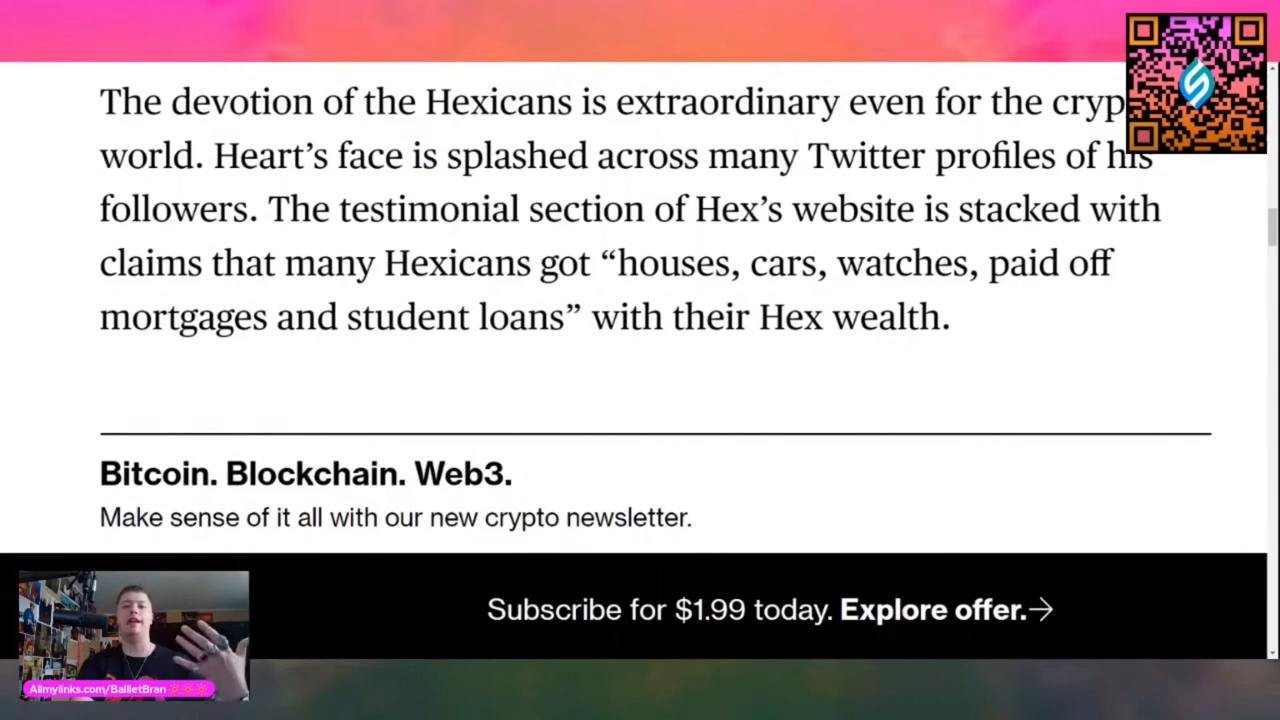 The devotion of the Hexicans is extraordinary even for the cryp
world. Heart’s face is splashed across many Twitter profiles of his
followers. The testimonial section of Hex’s website is stacked with
claims that many Hexicans got “houses, cars, watches, paid off
mortgages and student loans” with their Hex wealth.
Bitcoin. Blockchain. Web3.
Make sense of it all with our new crypto newsletter.
Subscribe for $1.99 today. Explore offer.→
Allmylinks.com/BalletBran